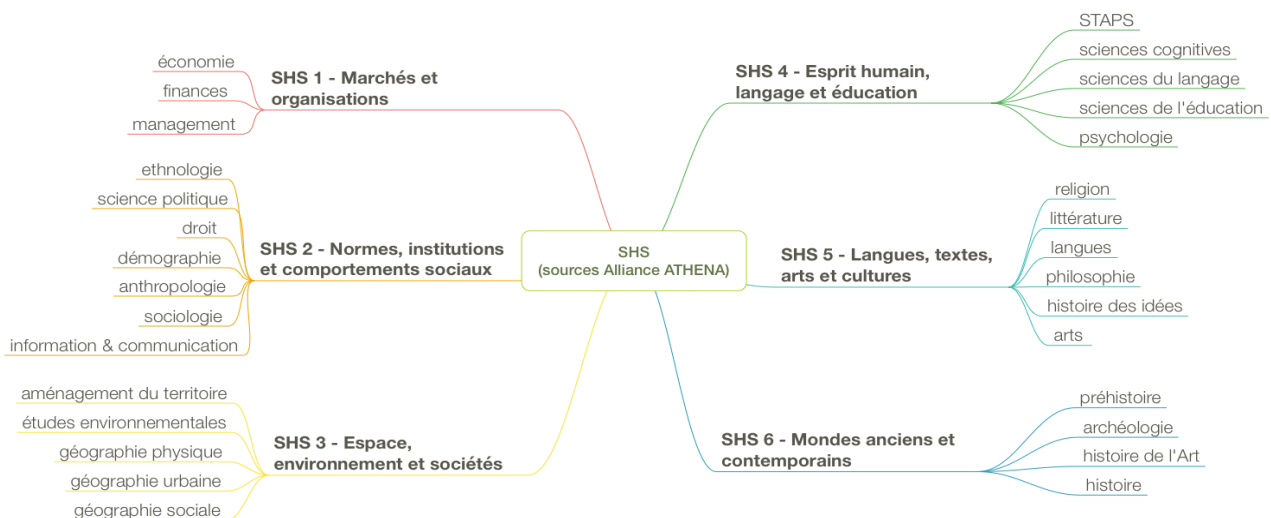 SHS
(sources Alliance ATHENA)
SHS 1 - Marchés et
organisations
économie
finances
management
SHS 2 - Normes, institutions
et comportements sociaux
ethnologie
science politique
droit
démographie
anthropologie
sociologie
information & communication
SHS 3 - Espace,
environnement et sociétés
aménagement du territoire
études environnementales
géographie physique
géographie urbaine
géographie sociale
SHS 4 - Esprit humain,
langage et éducation
STAPS
sciences cognitives
sciences du langage
sciences de l'éducation
psychologie
SHS 5 - Langues, textes,
arts et cultures
religion
littérature
langues
philosophie
histoire des idées
arts
SHS 6 - Mondes anciens et
contemporains
préhistoire
archéologie
histoire de l'Art
histoire